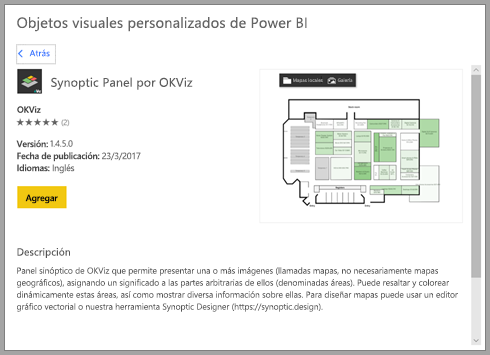 Objetos visuales personalizados de Power BI
Atrás
Synoptic Panel por OKViz
OKViz
(2)
Versión: 1.4.5.0
Fecha de publicación: 23/3/2017
Idiomas: Inglés
Agregar
Mapas locales Galería
Descripción
Panel sinóptico de OKViz que permite presentar una o más imágenes (llamadas mapas, no necesariamente mapas
geográficos), asignando un significado a las partes arbitrarias de ellos (denominadas áreas). Puede resaltar y colorear
dinámicamente estas áreas, así como mostrar diversa información sobre ellas. Para diseñar mapas puede usar un editor
gráfico vectorial o nuestra herramienta Synoptic Designer (https://synoptic.design).